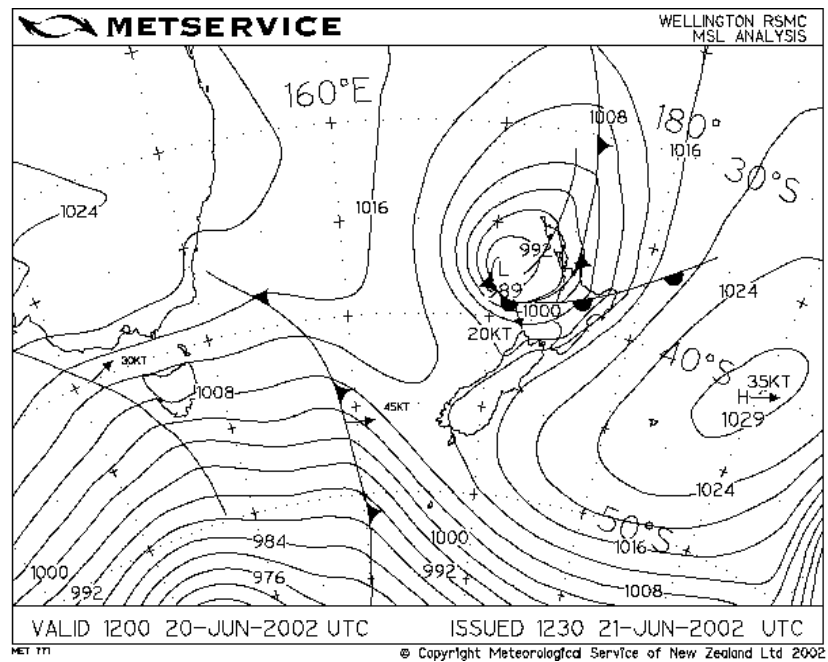 METSERVICE
WELLINGTON RSMC
MSL ANALYSIS
160°E
1008
180°
1016
30°S
1024
1016
992
L
989
1024
1000
20KT
40°S
30KT
35KT
H
1008
45KT
1029
1024
50°S
984
1000
1016
1000
976
992
992
1008
VALID 1200 20-JUN-2002 UTC
ISSUED 1230 21-JUN-2002 UTC
MET 777
© Copyright Meteorological Service of New Zealand Ltd 2002